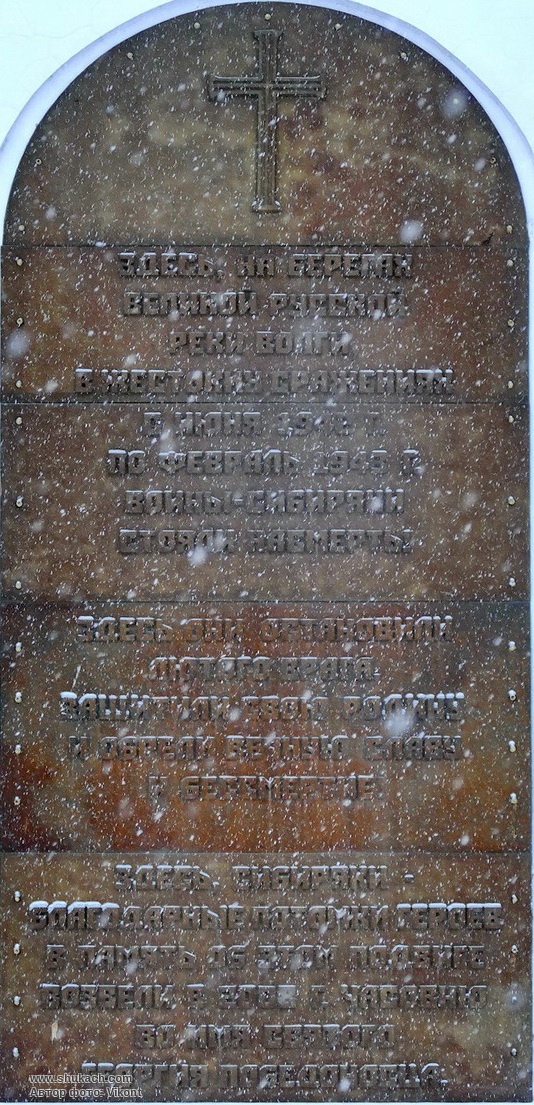 ЗДЕСЬ, НА БЕРЕГАХ
ВЕЛИКОЙ РУССКОЙ
РЕКИ ВОЛГИ,
В ЖЕСТОКИХ СРАЖЕНИЯХ
С ИЮНЯ 1942 Г.
ПО ФЕВРАЛЬ 1943 Г.
ВОИНЫ-СИБИРЯКИ
СТОЯЛИ НАСМЕРТЬ!
ЗДЕСЬ ОНИ ОСТАНОВИЛИ
ЛЮТОГО ВРАГА,
ЗАЩИТИЛИ СВОЮ РОДИНУ
И ОБРЕЛИ ВЕЧНУЮ СЛАВУ
И БЕССМЕРТИЕ.
ЗДЕСЬ, СИБИРЯКИ -
БЛАГОДАРНЫЕ ПОТОМКИ ГЕРОЕВ
В ПАМЯТЬ ОБ ЭТОМ ПОДВИГЕ
ВОЗВЕЛИ В Г. ЧАСОВНЮ
ВО ИМЯ СВЯТОГО
ГЕОРГИЯ ПОБЕДОНОСЦА.
www.shukach.com
Автор фото- Vikont